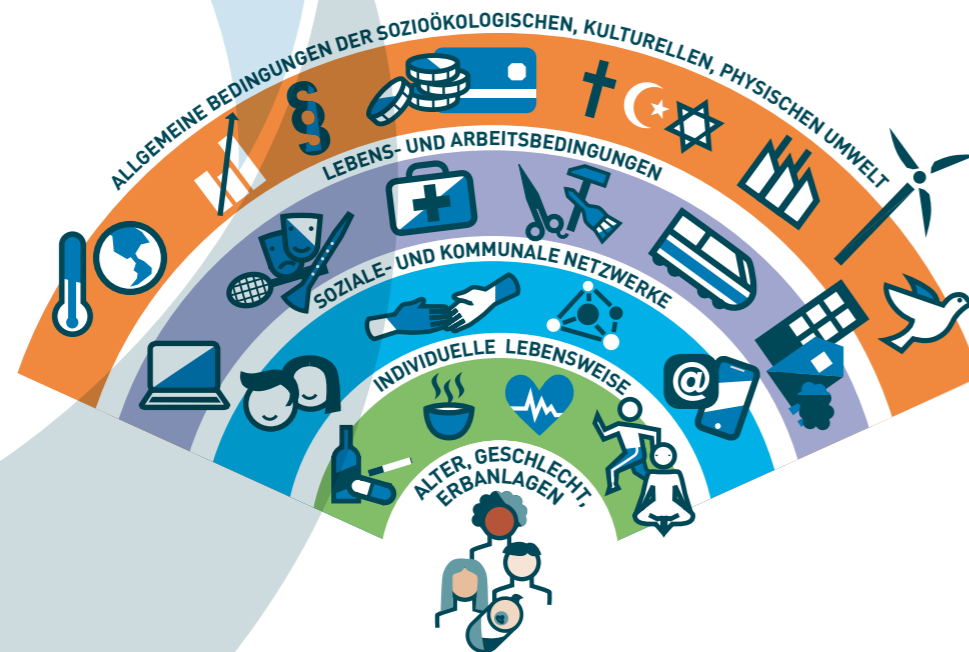 ALLGEMEINE BEDINGUNGEN DER SOZIOÖKOLOGISCHEN, KULTURELLEN, PHYSISCHEN UMWELT
§
LEBENS- UND ARBEITSBEDINGUNGEN
SOZIALE- UND KOMMUNALE NETZWERKE
@
INDIVIDUELLE LEBENSWEISE
ALTER, GESCHLECHT,
ERBANLAGEN